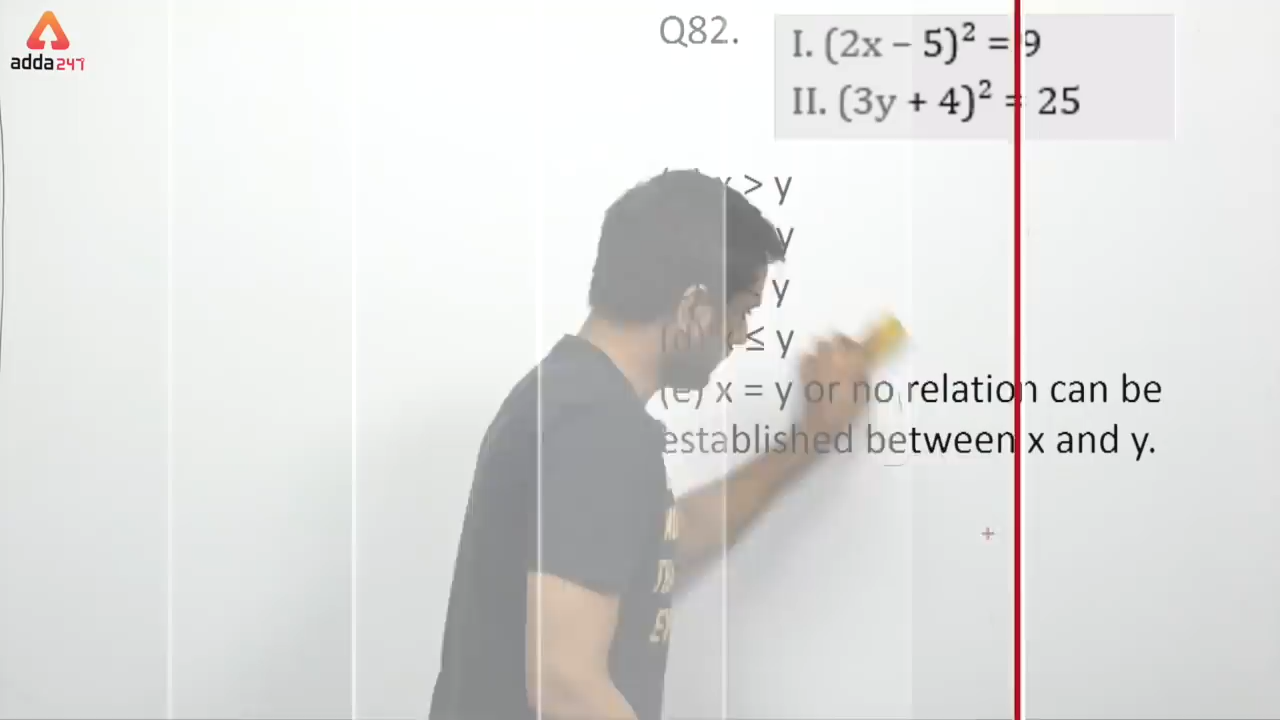 adda247
Q82.
I. (2x – 5)² = 9
II. (3y + 4)² = 25
> y
y
y
(d) x ≤ y
(e) x = y or no relation can be
established between x and y.